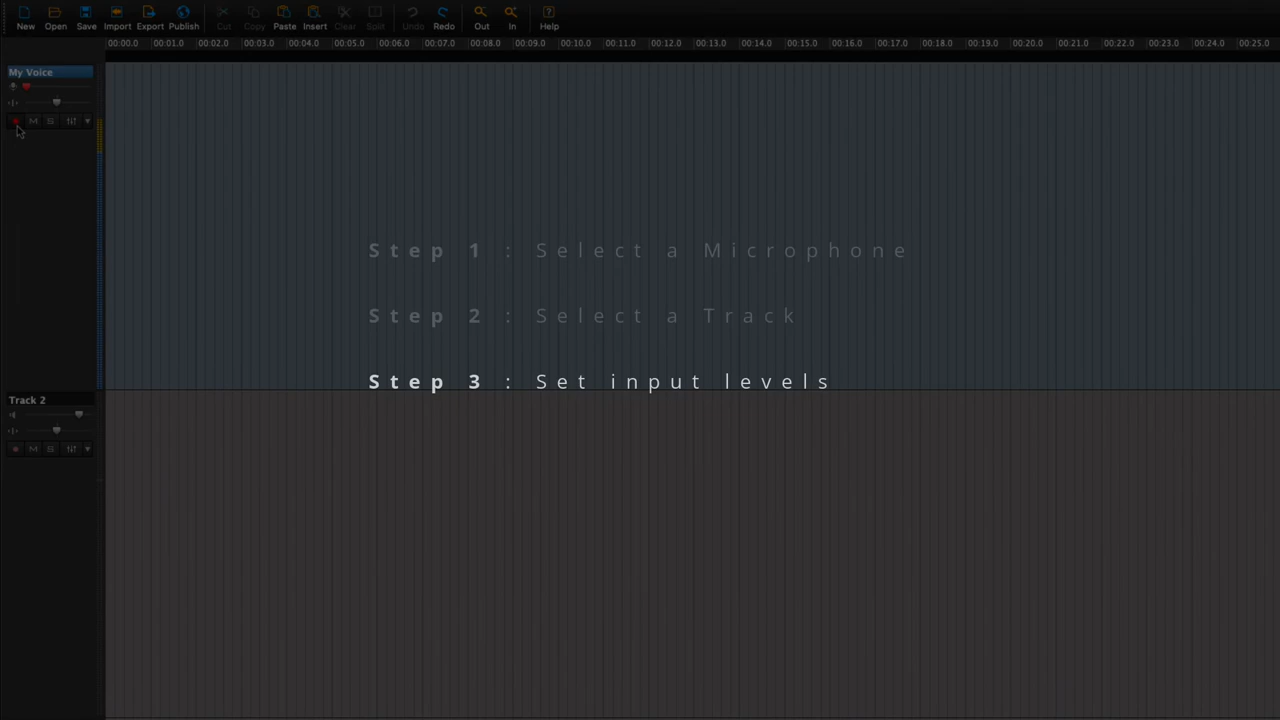 New Open Save Import Export Publish Cut Copy Paste Insert Clear Split Undo Redo Out In Help
00:00.0 00:01.0 00:02.0 00:03.0 00:04.0 00:05.0 00:06.0 00:07.0 00:08.0 00:09.0 00:10.0 00:11.0 00:12.0 00:13.0 00:14.0 00:15.0 00:16.0 00:17.0 00:18.0 00:19.0 00:20.0 00:21.0 00:22.0 00:23.0 00:24.0 00:25.0
My Voice
M
Step 1 : Select a Microphone
Step 2 : Select a Track
Step 3 : Set input levels
Track 2
M